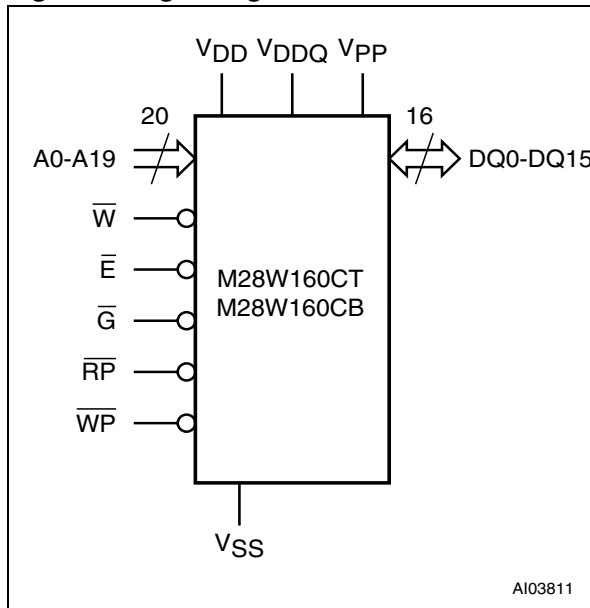 VDD VDDQ VPP
20
16
A0-A19
DQ0-DQ15
W
E
M28W160CT
M28W160CB
G
RP
WP
VSS
AI03811